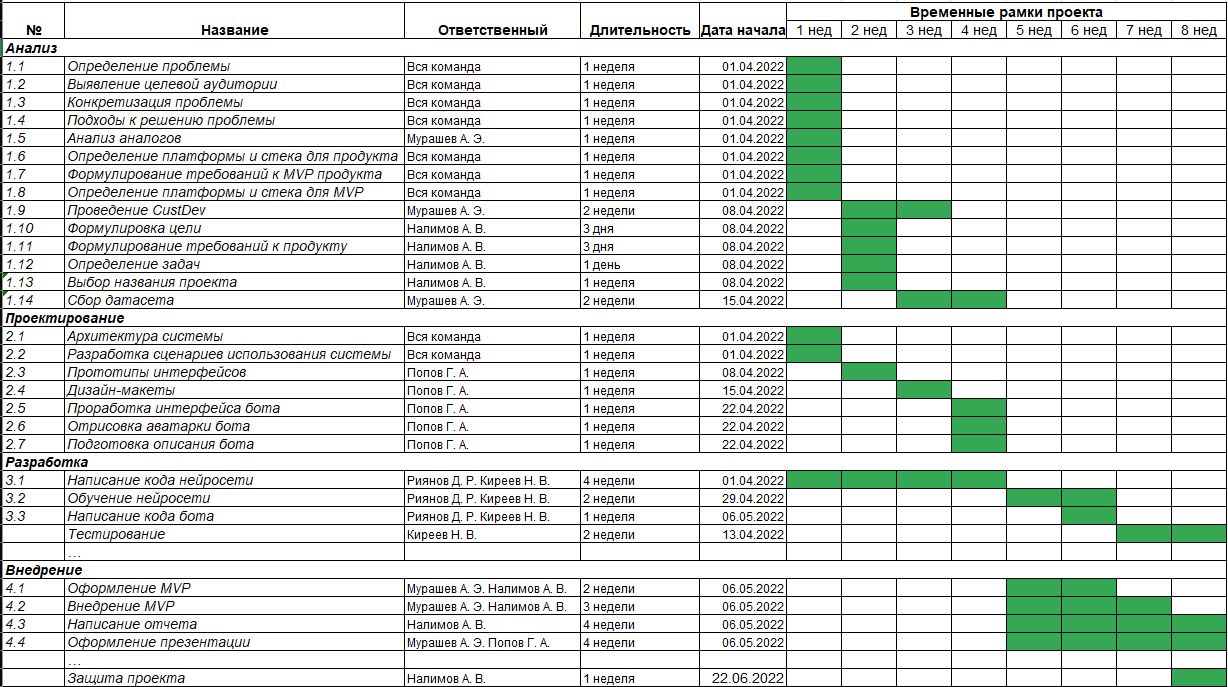 Временные рамки проекта
№ Название Ответственный Длительность Дата начала 1 нед 2 нед 3 нед 4 нед 5 нед 6 нед 7 нед 8 нед
Анализ
1.1 Определение проблемы Вся команда 1 неделя 01.04.2022
1.2 Выявление целевой аудитории Вся команда 1 неделя 01.04.2022
1.3 Конкретизация проблемы Вся команда 1 неделя 01.04.2022
1.4 Подходы к решению проблемы Вся команда 1 неделя 01.04.2022
1.5 Анализ аналогов Мурашев А. Э. 1 неделя 01.04.2022
1.6 Определение платформы и стека для продукта Вся команда 1 неделя 01.04.2022
1.7 Формулирование требований к MVP продукта Вся команда 1 неделя 01.04.2022
1.8 Определение платформы и стека для MVP Вся команда 1 неделя 01.04.2022
1.9 Проведение CustDev Мурашев А. Э. 2 недели 08.04.2022
1.10 Формулировка цели Налимов А. В. 3 дня 08.04.2022
1.11 Формулирование требований к продукту Налимов А. В. 3 дня 08.04.2022
1.12 Определение задач Налимов А. В. 1 день 08.04.2022
1.13 Выбор названия проекта Налимов А. В. 1 неделя 08.04.2022
1.14 Сбор датасета Мурашев А. Э. 2 недели 15.04.2022
Проектирование
2.1 Архитектура системы Вся команда 1 неделя 01.04.2022
2.2 Разработка сценариев использования системы Вся команда 1 неделя 01.04.2022
2.3 Прототипы интерфейсов Попов Г. А. 1 неделя 08.04.2022
2.4 Дизайн-макеты Попов Г. А. 1 неделя 15.04.2022
2.5 Проработка интерфейса бота Попов Г. А. 1 неделя 22.04.2022
2.6 Отрисовка аватарки бота Попов Г. А. 1 неделя 22.04.2022
2.7 Подготовка описания бота Попов Г. А. 1 неделя 22.04.2022
Разработка
3.1 Написание кода нейросети Риянов Д. Р. Киреев Н. В. 4 недели 01.04.2022
3.2 Обучение нейросети Риянов Д. Р. Киреев Н. В. 2 недели 29.04.2022
3.3 Написание кода бота Риянов Д. Р. Киреев Н. В. 1 неделя 06.05.2022
Тестирование Киреев Н. В. 2 недели 13.04.2022
...
Внедрение
4.1 Оформление MVP Мурашев А. Э. Налимов А. В. 2 недели 06.05.2022
4.2 Внедрение MVP Мурашев А. Э. Налимов А. В. 3 недели 06.05.2022
4.3 Написание отчета Налимов А. В. 4 недели 06.05.2022
4.4 Оформление презентации Мурашев А. Э. Попов Г. А. 4 недели 06.05.2022
...
Защита проекта Налимов А. В. 1 неделя 22.06.2022